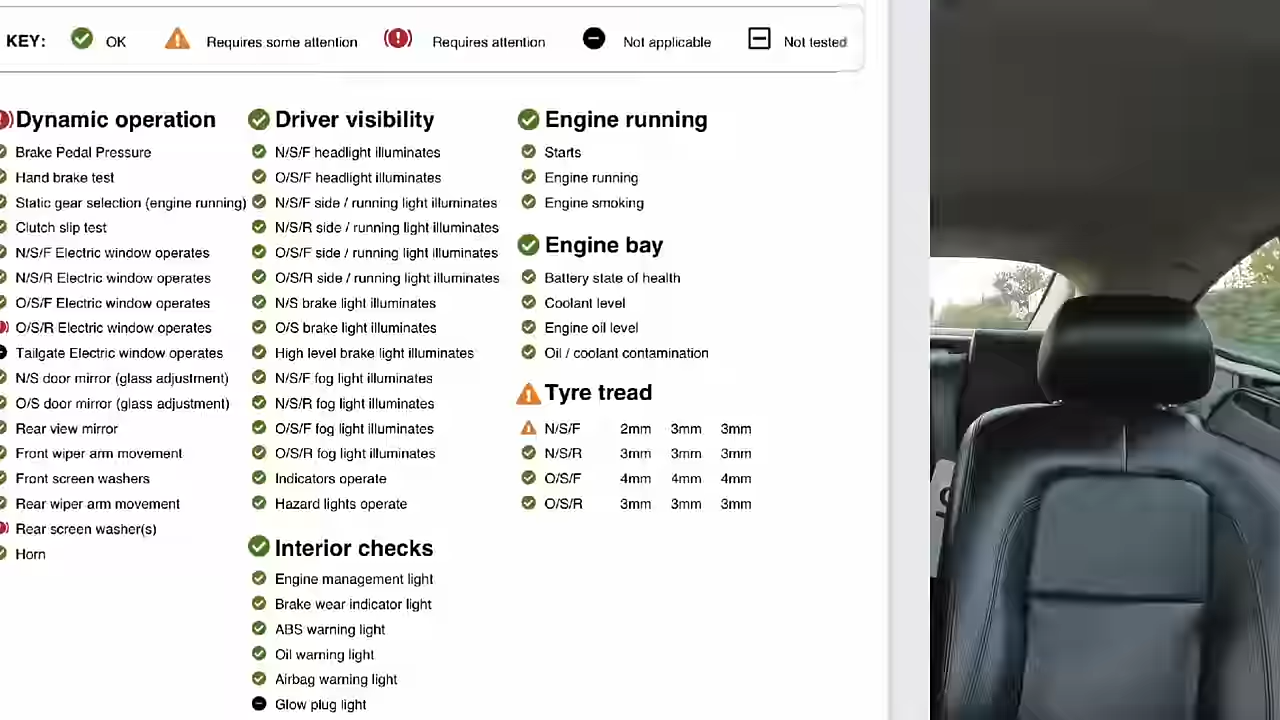 KEY: OK Requires some attention Requires attention Not applicable Not tested
Dynamic operation
Brake Pedal Pressure
Hand brake test
Static gear selection (engine running)
Clutch slip test
N/S/F Electric window operates
N/S/R Electric window operates
O/S/F Electric window operates
O/S/R Electric window operates
Tailgate Electric window operates
N/S door mirror (glass adjustment)
O/S door mirror (glass adjustment)
Rear view mirror
Front wiper arm movement
Front screen washers
Rear wiper arm movement
Rear screen washer(s)
Horn
Driver visibility
N/S/F headlight illuminates
O/S/F headlight illuminates
N/S/F side / running light illuminates
N/S/R side / running light illuminates
O/S/F side / running light illuminates
O/S/R side / running light illuminates
N/S brake light illuminates
O/S brake light illuminates
High level brake light illuminates
N/S/F fog light illuminates
N/S/R fog light illuminates
O/S/F fog light illuminates
O/S/R fog light illuminates
Indicators operate
Hazard lights operate
Interior checks
Engine management light
Brake wear indicator light
ABS warning light
Oil warning light
Airbag warning light
Glow plug light
Engine running
Starts
Engine running
Engine smoking
Engine bay
Battery state of health
Coolant level
Engine oil level
Oil / coolant contamination
Tyre tread
N/S/F 2mm 3mm 3mm
N/S/R 3mm 3mm 3mm
O/S/F 4mm 4mm 4mm
O/S/R 3mm 3mm 3mm